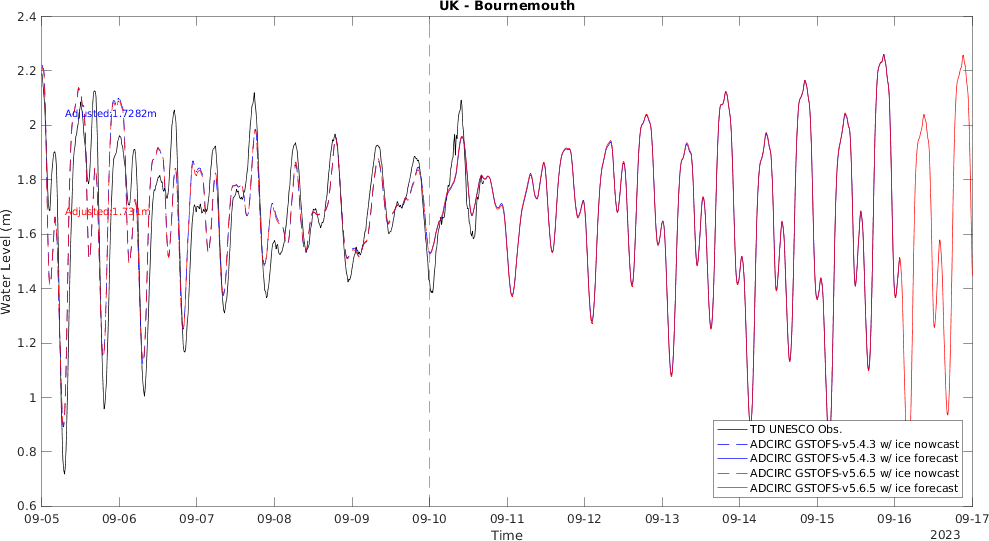 UK - Bournemouth
2.4
2.2
2
1.8
1.6
1.4
1.2
1
0.8
0.6
Water Level (m)
Adjusted:1.7282m
Adjusted:1.731m
TD UNESCO Obs.
ADCIRC GSTOFS-v5.4.3 w/ ice nowcast
ADCIRC GSTOFS-v5.4.3 w/ ice forecast
ADCIRC GSTOFS-v5.6.5 w/ ice nowcast
ADCIRC GSTOFS-v5.6.5 w/ ice forecast
09-05 09-06 09-07 09-08 09-09 09-10 09-11 09-12 09-13 09-14 09-15 09-16 09-17
Time 2023